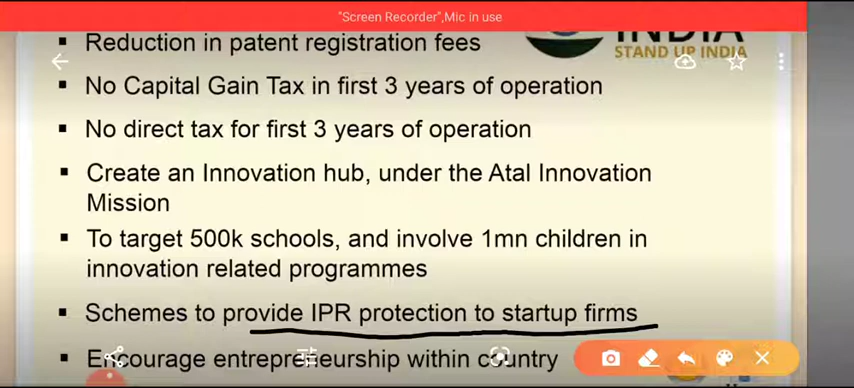 "Screen Recorder",Mic in use
INDIA
▪ Reduction in patent registration fees
STAND UP INDIA
▪ No Capital Gain Tax in first 3 years of operation
▪ No direct tax for first 3 years of operation
▪ Create an Innovation hub, under the Atal Innovation
Mission
▪ To target 500k schools, and involve 1mn children in
innovation related programmes
▪ Schemes to provide IPR protection to startup firms
▪ Encourage entrepreneurship within country